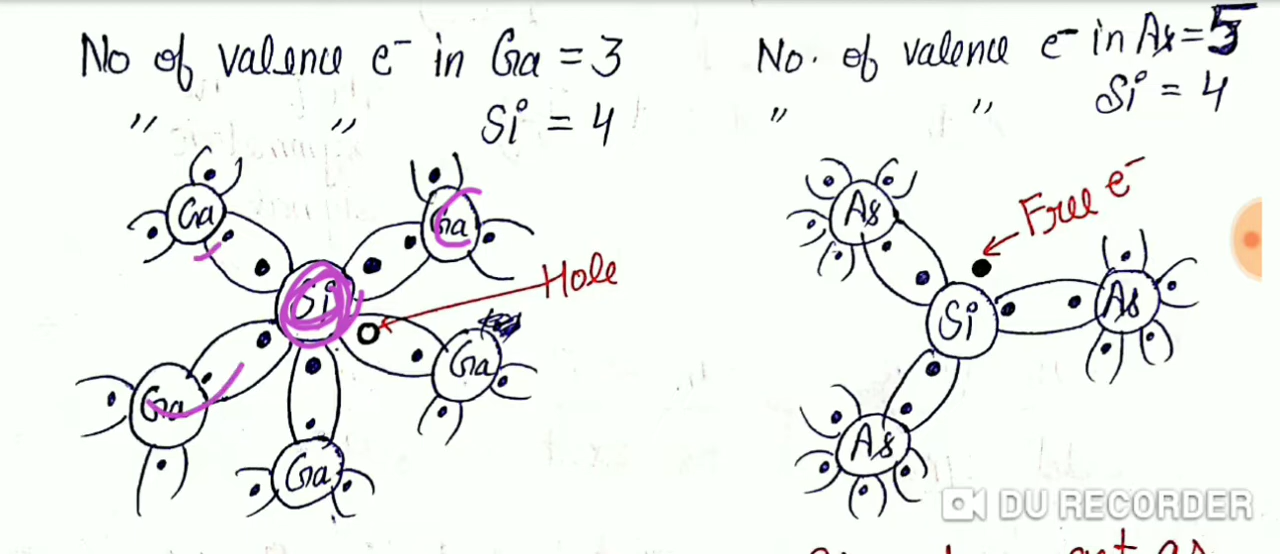 No of valence e⁻ in Ga = 3
" " Si = 4
Ga
Ga
Si
Hole
Ga
Ga
Ga
No. of valence e⁻ in As = 5
" " Si = 4
As
Free e⁻
Si
As
As
DU RECORDER